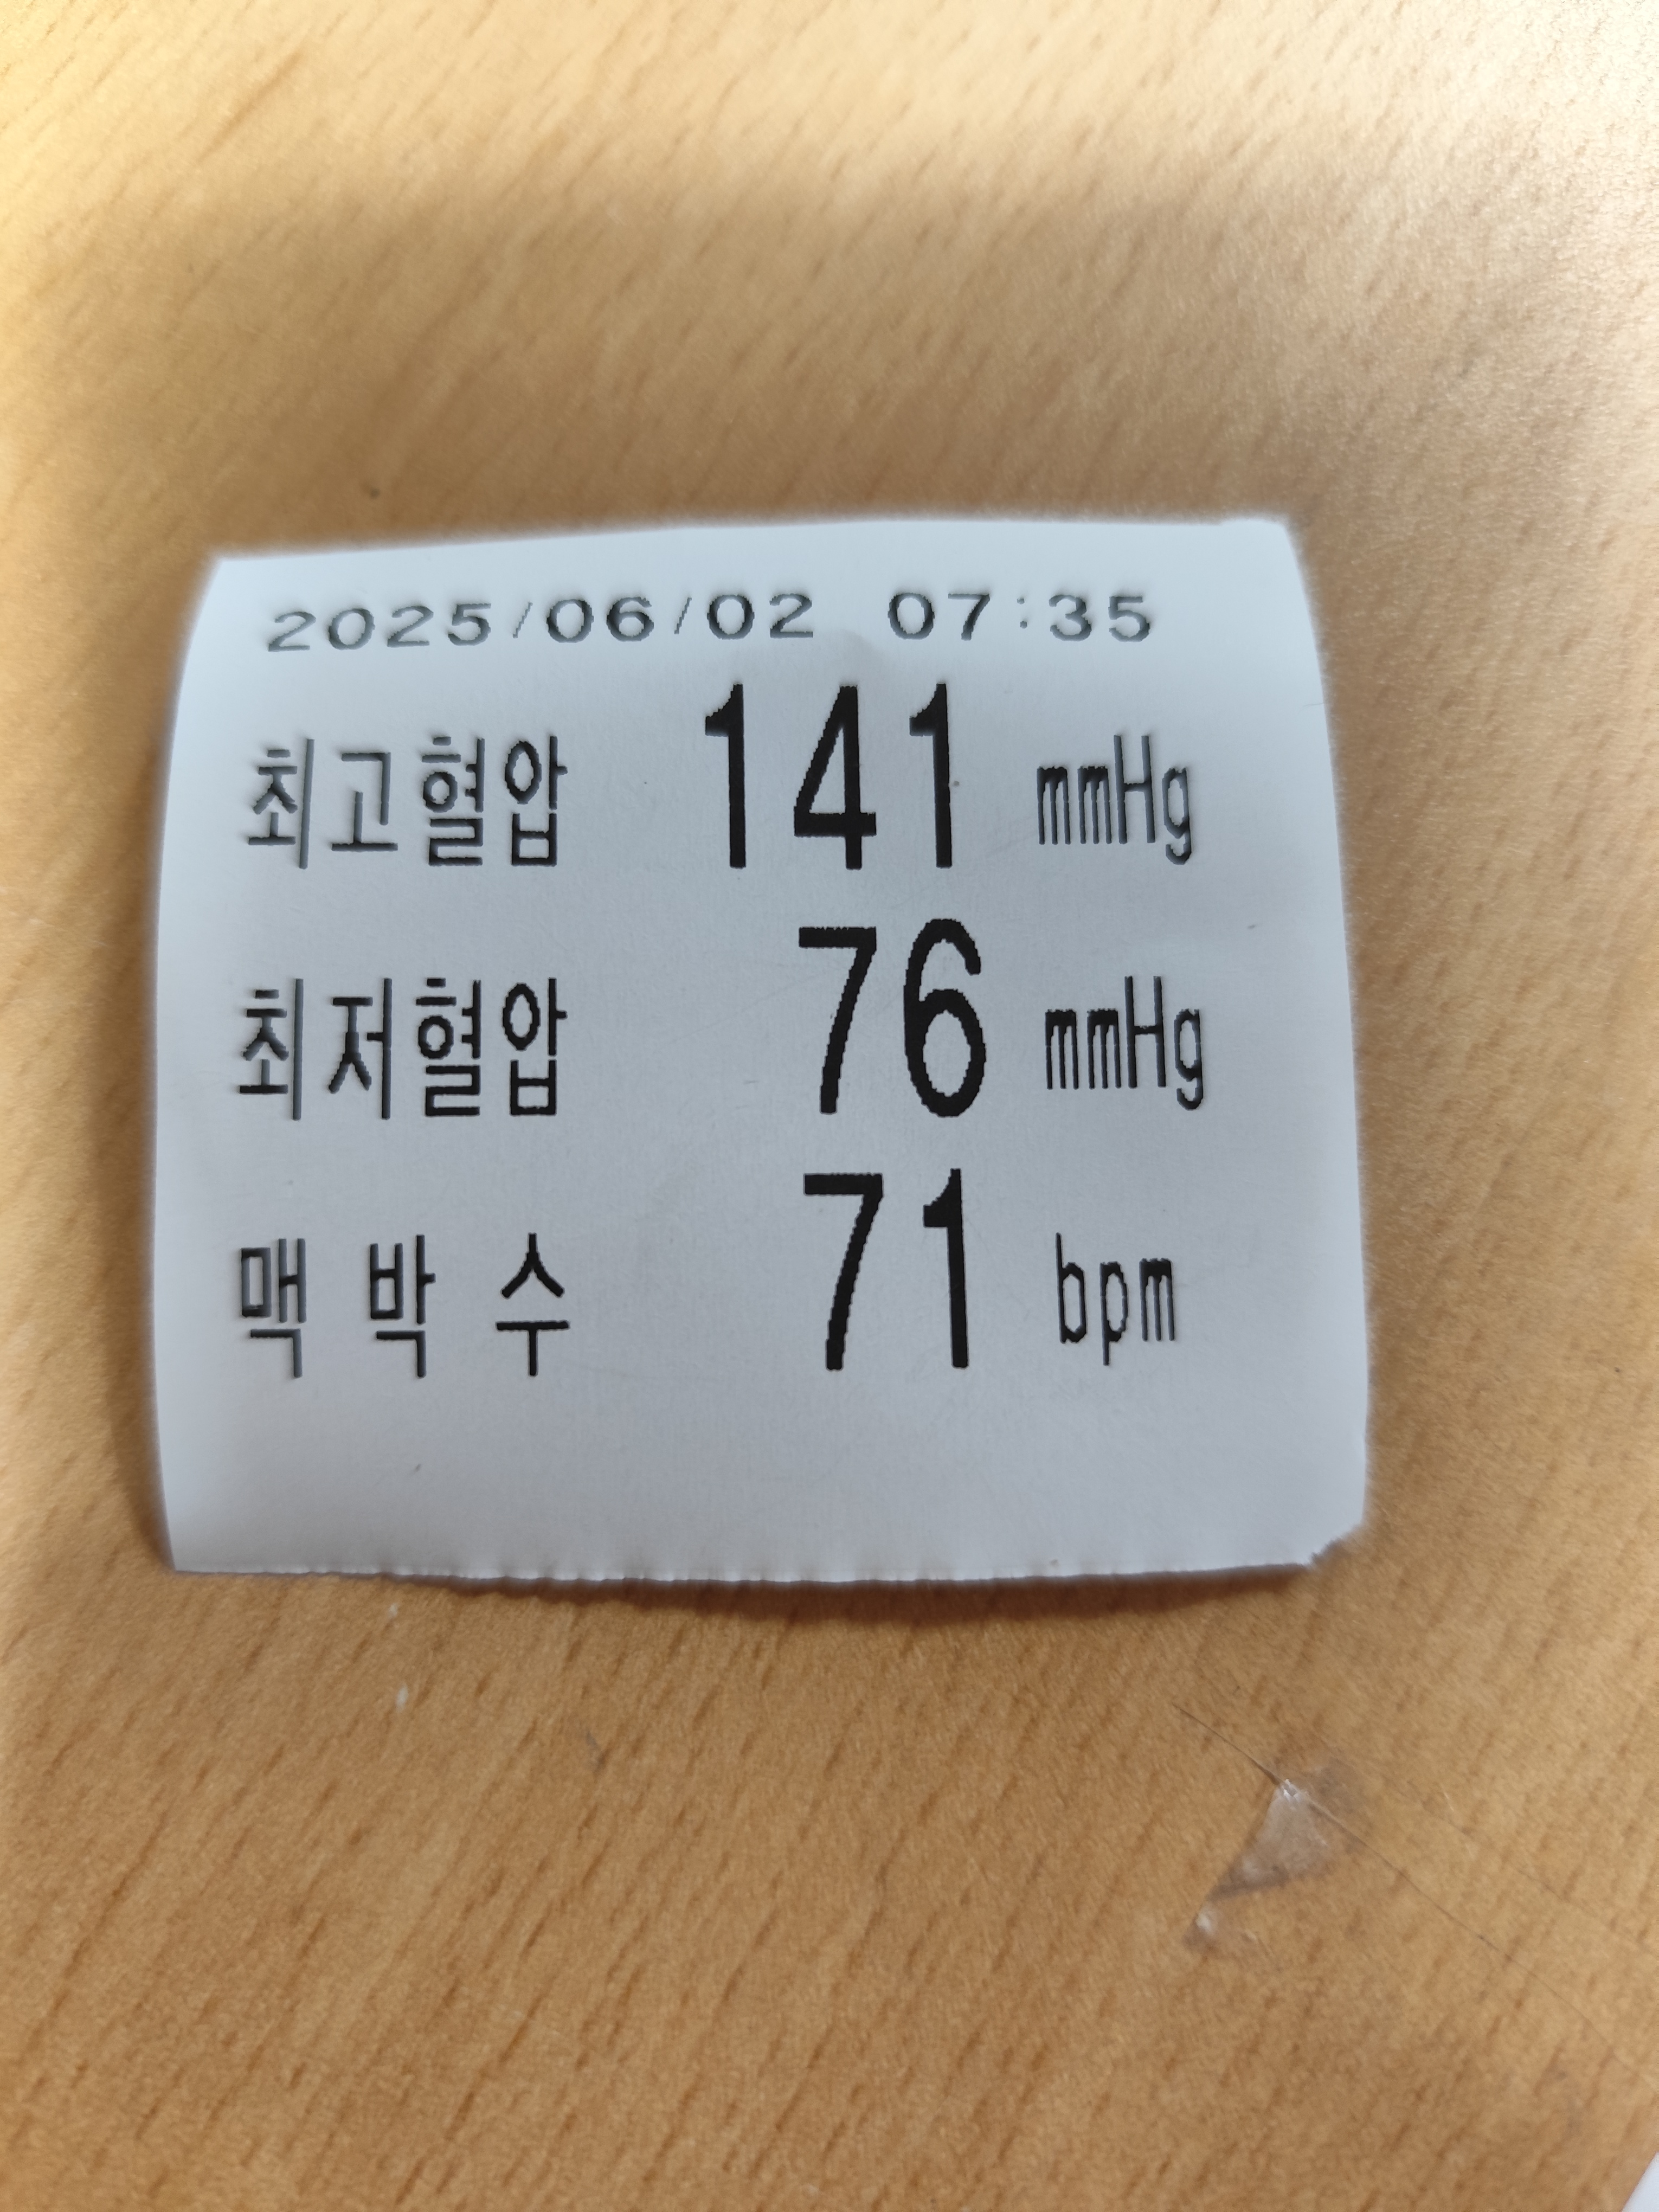 2025/06/02 07:35
최고혈압 141 mmHg
최저혈압 76 mmHg
맥 박 수 71 bpm